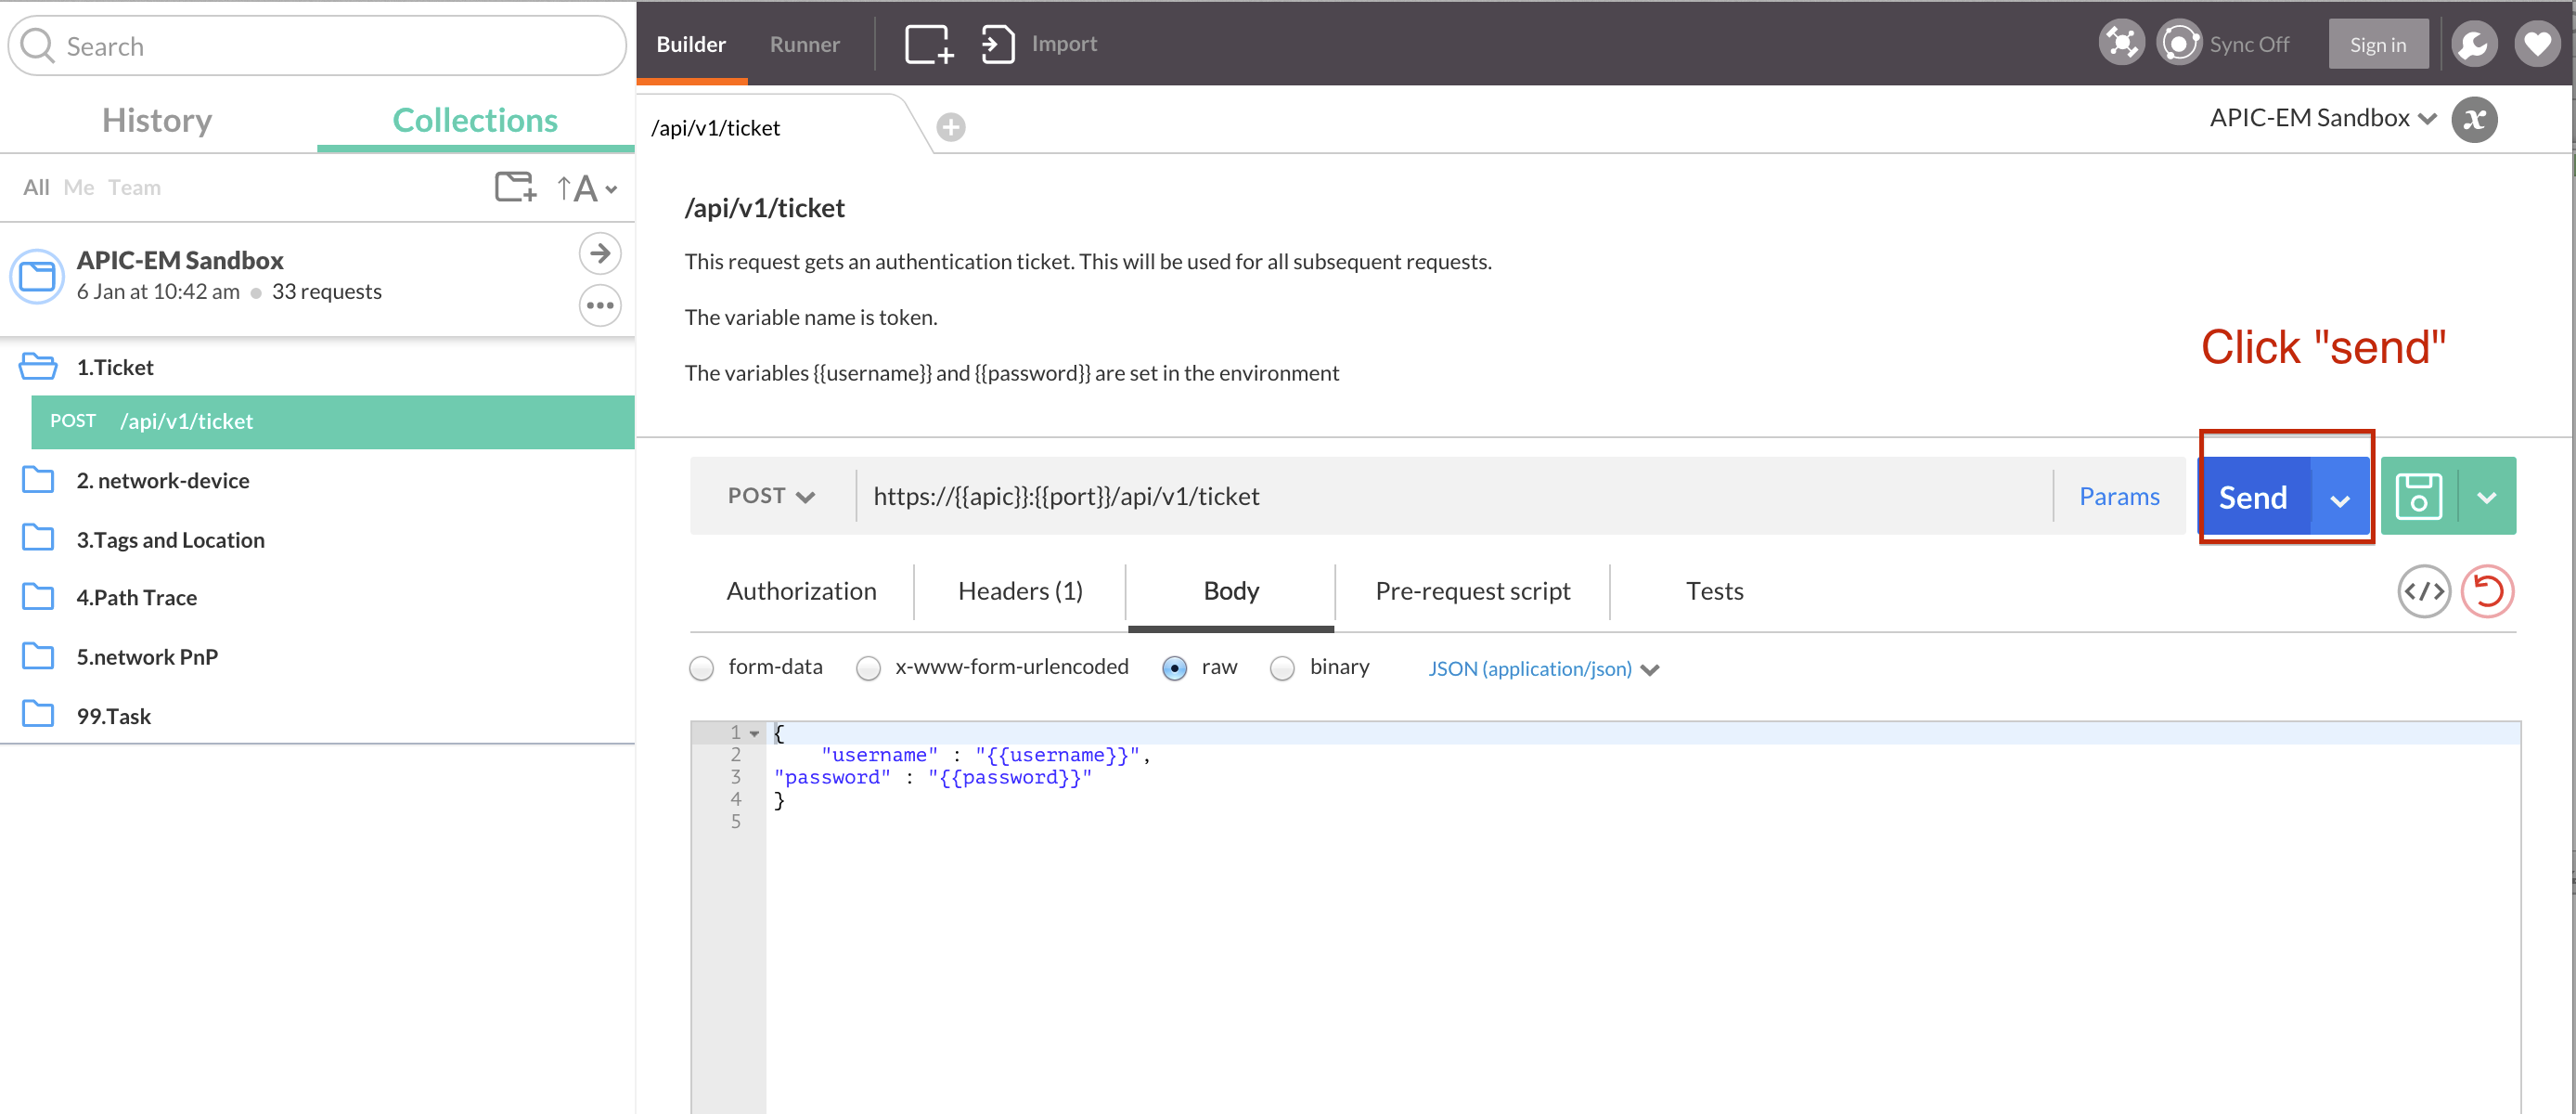 Search
History Collections
All Me Team
↑A
APIC-EM Sandbox
6 Jan at 10:42 am 33 requests
1.Ticket
POST /api/v1/ticket
2. network-device
3.Tags and Location
4.Path Trace
5.network PnP
99.Task
Builder Runner Import Sync Off Sign in
/api/v1/ticket
APIC-EM Sandbox x
/api/v1/ticket
This request gets an authentication ticket. This will be used for all subsequent requests.
The variable name is token.
The variables {{username}} and {{password}} are set in the environment
Click "send"
POST https://{{apic}}:{{port}}/api/v1/ticket Params Send
Authorization Headers (1) Body Pre-request script Tests </>
form-data x-www-form-urlencoded raw binary JSON (application/json)
1 {
2 "username" : "{{username}}",
3 "password" : "{{password}}"
4 }
5